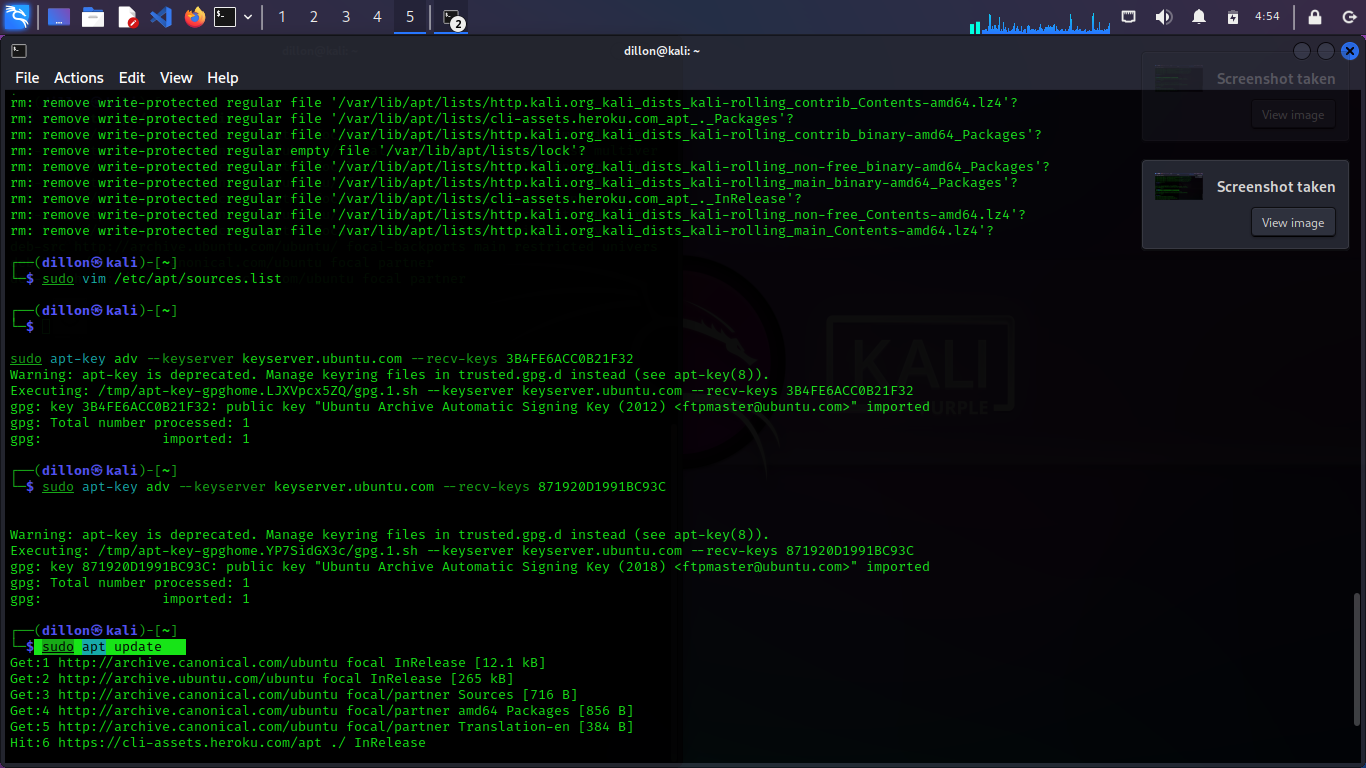 1 2 3 4 5 2 4:54
dillon@kali: ~
File Actions Edit View Help
Screenshot taken
View image
Screenshot taken
View image
rm: remove write-protected regular file '/var/lib/apt/lists/http.kali.org_kali_dists_kali-rolling_contrib_Contents-amd64.lz4'?
rm: remove write-protected regular file '/var/lib/apt/lists/cli-assets.heroku.com_apt_._Packages'?
rm: remove write-protected regular file '/var/lib/apt/lists/http.kali.org_kali_dists_kali-rolling_contrib_binary-amd64_Packages'?
rm: remove write-protected regular empty file '/var/lib/apt/lists/lock'?
rm: remove write-protected regular file '/var/lib/apt/lists/http.kali.org_kali_dists_kali-rolling_non-free_binary-amd64_Packages'?
rm: remove write-protected regular file '/var/lib/apt/lists/http.kali.org_kali_dists_kali-rolling_main_binary-amd64_Packages'?
rm: remove write-protected regular file '/var/lib/apt/lists/cli-assets.heroku.com_apt_._InRelease'?
rm: remove write-protected regular file '/var/lib/apt/lists/http.kali.org_kali_dists_kali-rolling_non-free_Contents-amd64.lz4'?
rm: remove write-protected regular file '/var/lib/apt/lists/http.kali.org_kali_dists_kali-rolling_main_Contents-amd64.lz4'?
┌──(dillon㉿kali)-[~]
└─$ sudo vim /etc/apt/sources.list
┌──(dillon㉿kali)-[~]
└─$
sudo apt-key adv --keyserver keyserver.ubuntu.com --recv-keys 3B4FE6ACC0B21F32
Warning: apt-key is deprecated. Manage keyring files in trusted.gpg.d instead (see apt-key(8)).
Executing: /tmp/apt-key-gpghome.LJXVpcx5ZQ/gpg.1.sh --keyserver keyserver.ubuntu.com --recv-keys 3B4FE6ACC0B21F32
gpg: key 3B4FE6ACC0B21F32: public key "Ubuntu Archive Automatic Signing Key (2012) <ftpmaster@ubuntu.com>" imported
gpg: Total number processed: 1
gpg:               imported: 1
┌──(dillon㉿kali)-[~]
└─$ sudo apt-key adv --keyserver keyserver.ubuntu.com --recv-keys 871920D1991BC93C
Warning: apt-key is deprecated. Manage keyring files in trusted.gpg.d instead (see apt-key(8)).
Executing: /tmp/apt-key-gpghome.YP7SidGX3c/gpg.1.sh --keyserver keyserver.ubuntu.com --recv-keys 871920D1991BC93C
gpg: key 871920D1991BC93C: public key "Ubuntu Archive Automatic Signing Key (2018) <ftpmaster@ubuntu.com>" imported
gpg: Total number processed: 1
gpg:               imported: 1
┌──(dillon㉿kali)-[~]
└─$ sudo apt update
Get:1 http://archive.canonical.com/ubuntu focal InRelease [12.1 kB]
Get:2 http://archive.ubuntu.com/ubuntu focal InRelease [265 kB]
Get:3 http://archive.canonical.com/ubuntu focal/partner Sources [716 B]
Get:4 http://archive.canonical.com/ubuntu focal/partner amd64 Packages [856 B]
Get:5 http://archive.canonical.com/ubuntu focal/partner Translation-en [384 B]
Hit:6 https://cli-assets.heroku.com/apt ./ InRelease
KALI
PURPLE